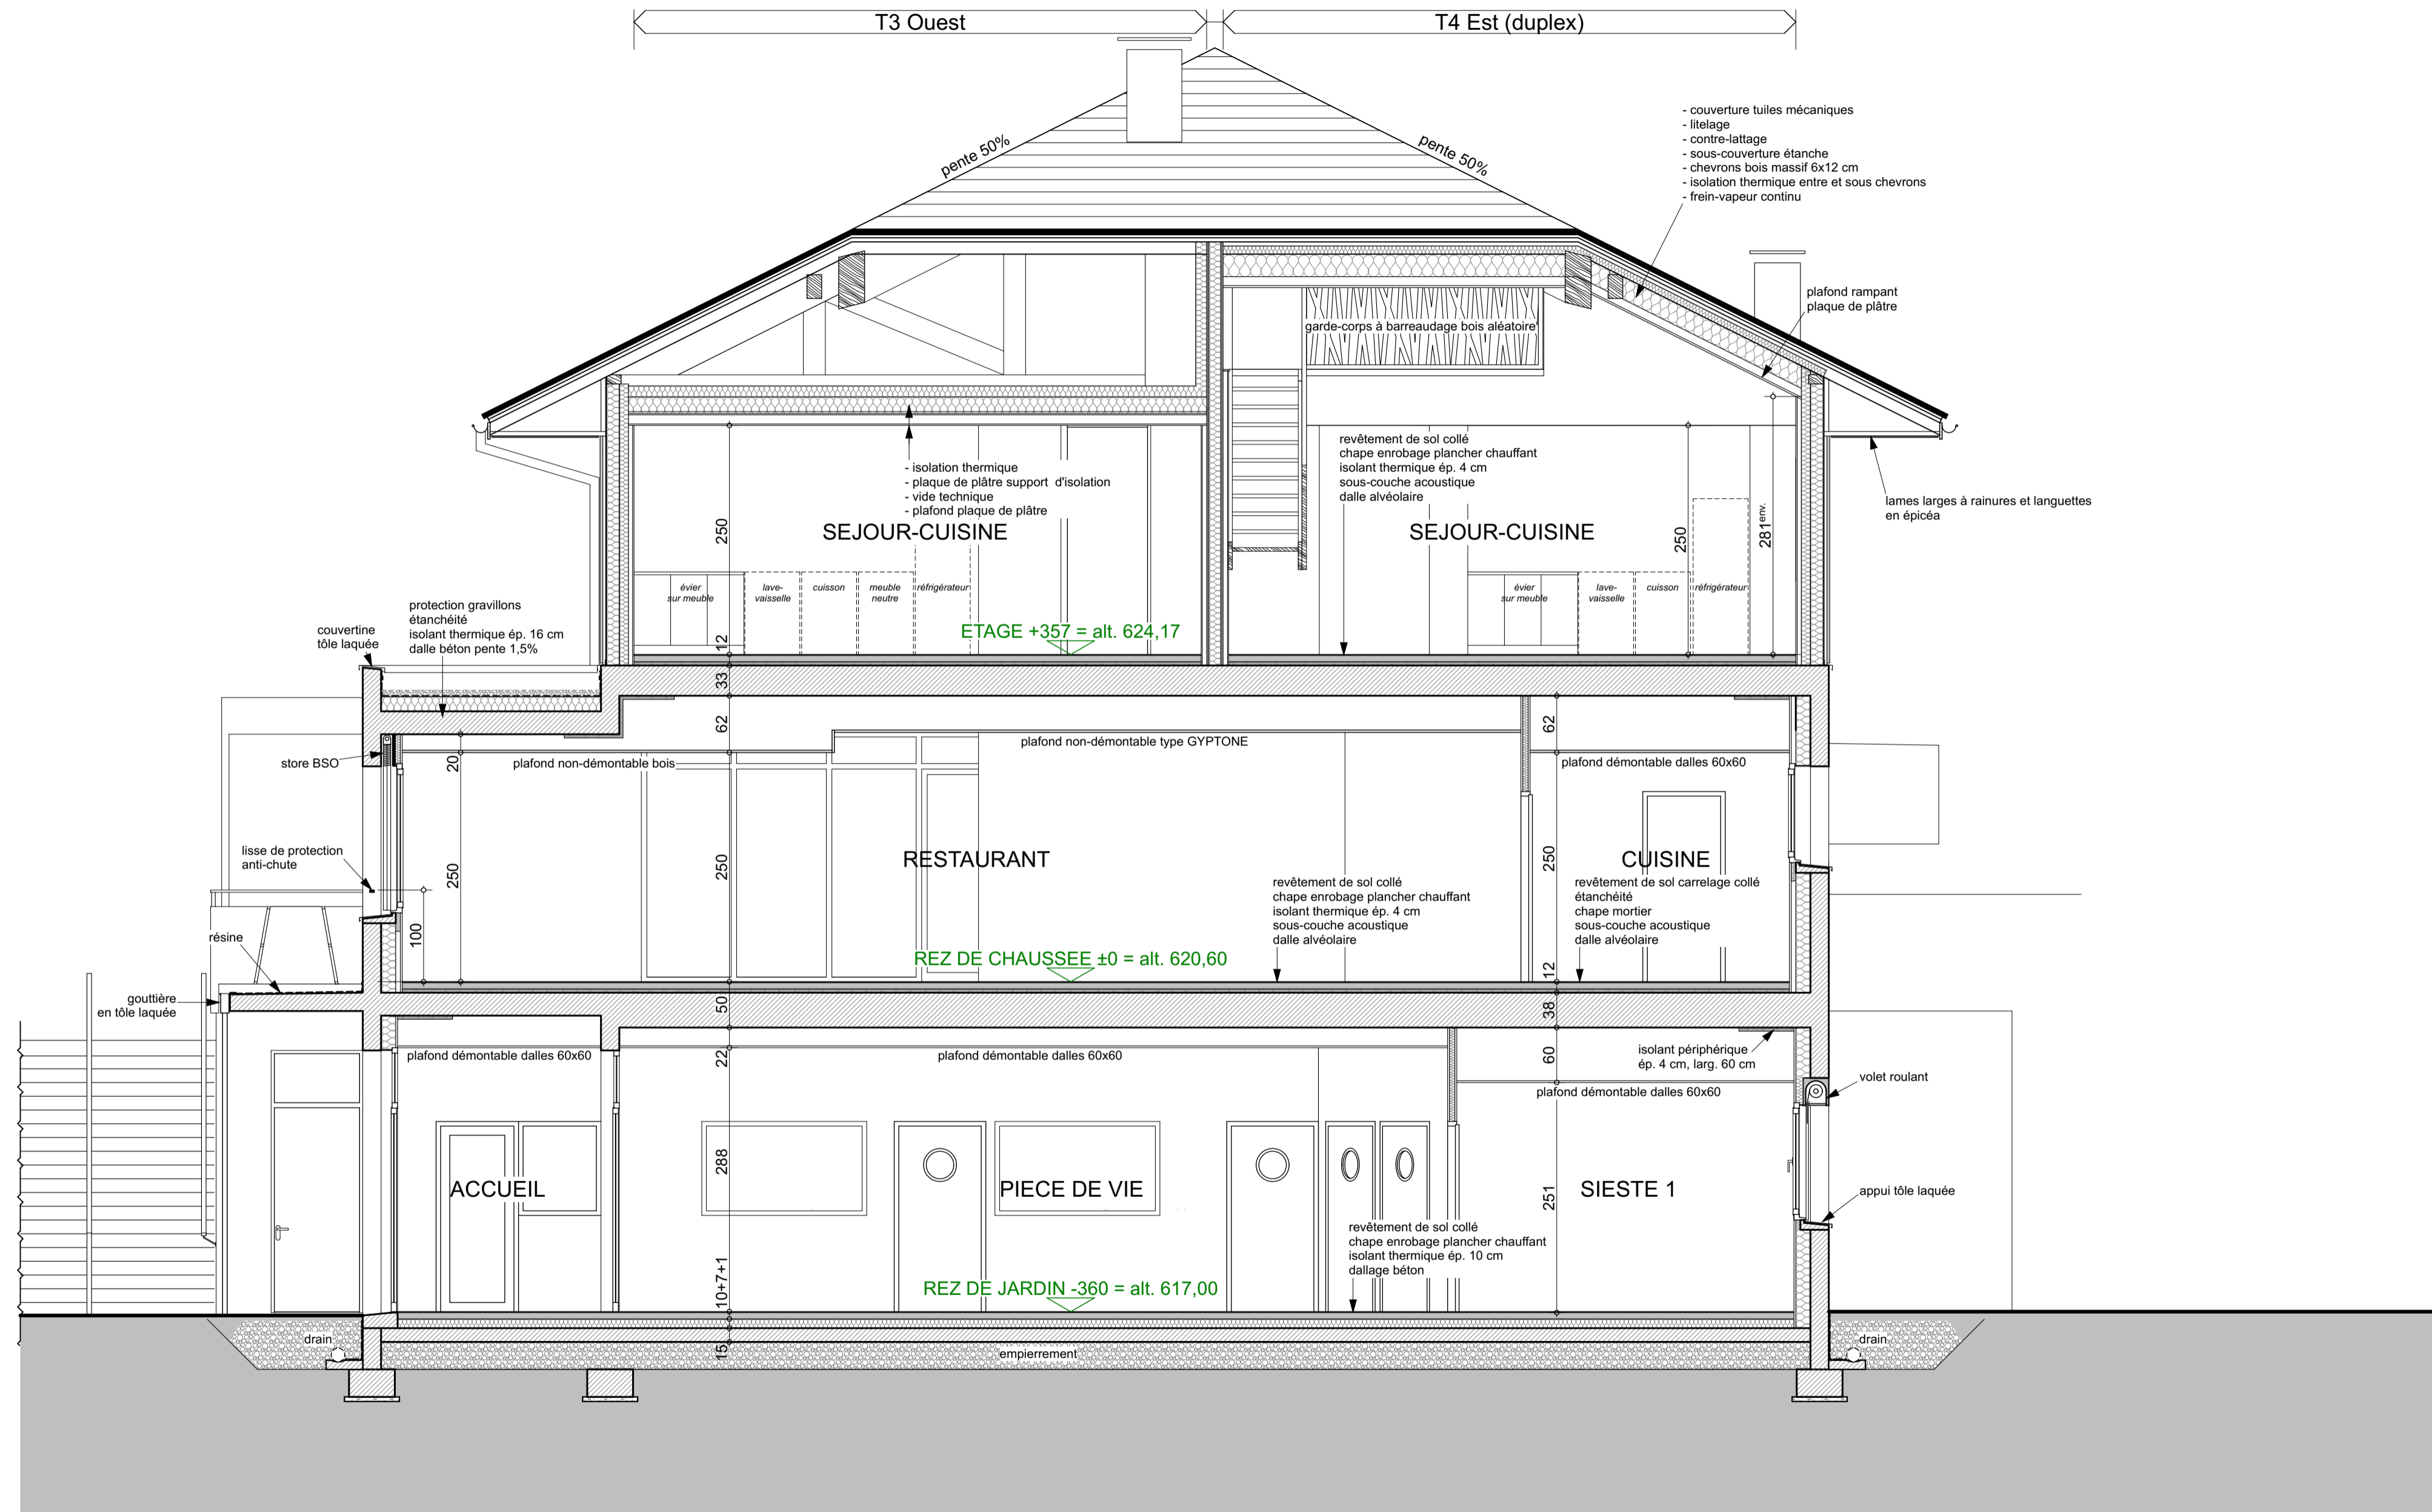 T3 Ouest
T4 Est (duplex)
pente 50%
pente 50%
- couverture tuiles mécaniques
- litelage
- contre-lattage
- sous-couverture étanche
- chevrons bois massif 6x12 cm
- isolation thermique entre et sous chevrons
- frein-vapeur continu
plafond rampant
plaque de plâtre
garde-corps à barreaudage bois aléatoire
- isolation thermique
- plaque de plâtre support d'isolation
- vide technique
- plafond plaque de plâtre
revêtement de sol collé
chape enrobage plancher chauffant
isolant thermique ép. 4 cm
sous-couche acoustique
dalle alvéolaire
lames larges à rainures et languettes
en épicéa
250
SEJOUR-CUISINE
SEJOUR-CUISINE
250
281env.
évier
sur meuble
lave-
vaisselle
cuisson
meuble
neutre
réfrigérateur
évier
sur meuble
lave-
vaisselle
cuisson
réfrigérateur
ETAGE +357 = alt. 624,17
12
33
62
62
protection gravillons
étanchéité
isolant thermique ép. 16 cm
dalle béton pente 1,5%
couvertine
tôle laquée
store BSO
20
plafond non-démontable bois
plafond non-démontable type GYPTONE
plafond démontable dalles 60x60
lisse de protection
anti-chute
250
100
250
RESTAURANT
250
CUISINE
revêtement de sol collé
chape enrobage plancher chauffant
isolant thermique ép. 4 cm
sous-couche acoustique
dalle alvéolaire
revêtement de sol carrelage collé
étanchéité
chape mortier
sous-couche acoustique
dalle alvéolaire
résine
REZ DE CHAUSSEE ±0 = alt. 620,60
12
gouttière
en tôle laquée
50
38
plafond démontable dalles 60x60
22
plafond démontable dalles 60x60
60
isolant périphérique
ép. 4 cm, larg. 60 cm
plafond démontable dalles 60x60
volet roulant
288
ACCUEIL
PIECE DE VIE
251
SIESTE 1
appui tôle laquée
revêtement de sol collé
chape enrobage plancher chauffant
isolant thermique ép. 10 cm
dallage béton
10+7+1
REZ DE JARDIN -360 = alt. 617,00
drain
15
empierrement
drain